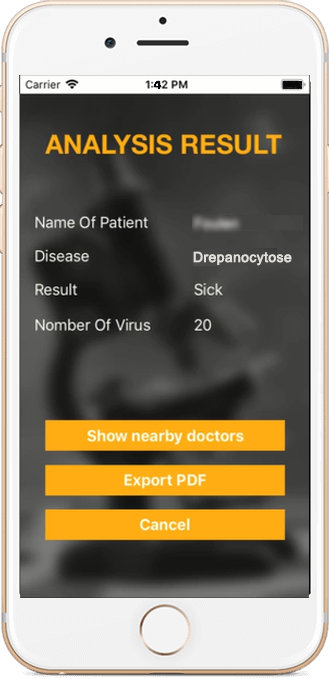 Carrier 1:42 PM
ANALYSIS RESULT
Name Of Patient
Disease Drepanocytose
Result Sick
Nomber Of Virus 20
Show nearby doctors
Export PDF
Cancel